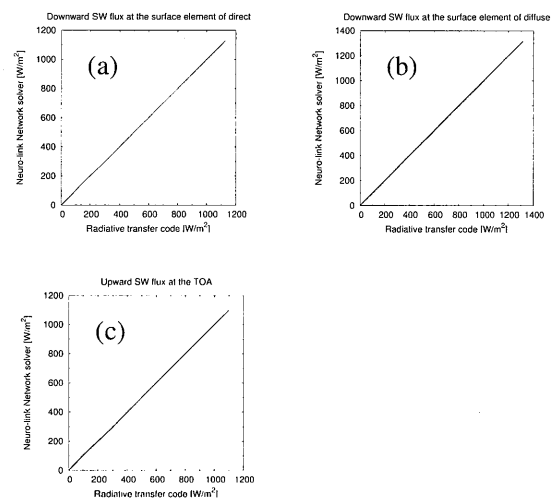 Downward SW flux at the surface element of direct
1200
1000
800
600
400
200
0
Neuro-link Network solver [W/m²]
(a)
0 200 400 600 800 1000 1200
Radiative transfer code [W/m²]
Downward SW flux at the surface element of diffuse
1400
1200
1000
800
600
400
200
0
Neuro-link Network solver [W/m²]
(b)
0 200 400 600 800 1000 1200 1400
Radiative transfer code [W/m²]
Upward SW flux at the TOA
1200
1000
800
600
400
200
0
Neuro-link Network solver [W/m²]
(c)
0 200 400 600 800 1000 1200
Radiative transfer code [W/m²]